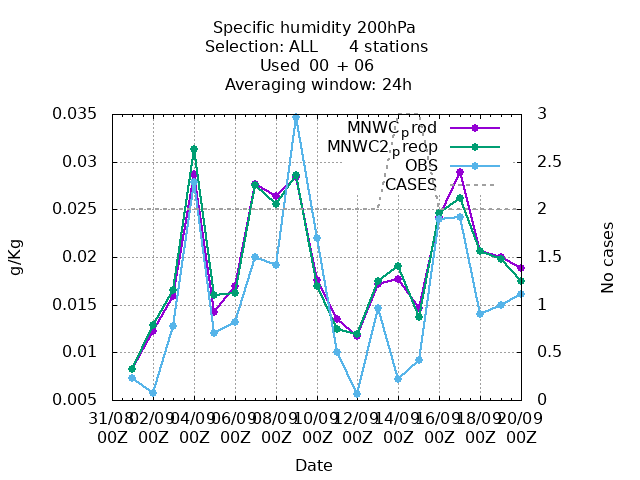 Specific humidity 200hPa
Selection: ALL 4 stations
Used 00 + 06
Averaging window: 24h
0.035
0.03
0.025
0.02
0.015
0.01
0.005
g/Kg
3
2.5
2
1.5
1
0.5
0
No cases
MNWC_prod
MNWC2_preop
OBS
CASES
31/08 02/09 04/09 06/09 08/09 10/09 12/09 14/09 16/09 18/09 20/09
00Z 00Z 00Z 00Z 00Z 00Z 00Z 00Z 00Z 00Z 00Z
Date